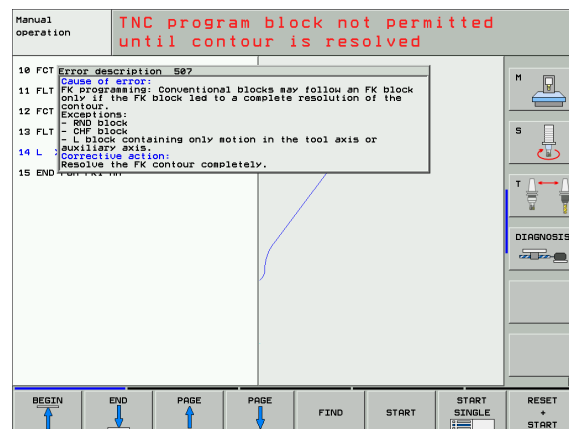 Manual
operation
TNC program block not permitted
until contour is resolved
10 FCT
Error description 507
Cause of error:
11 FLT
FK programming: Conventional blocks may follow an FK block
only if the FK block led to a complete resolution of the
contour.
12 FCT
Exceptions:
- RND block
- CHF block
13 FLT
- L block containing only motion in the tool axis or
auxiliary axis.
14 L
Corrective action:
Resolve the FK contour completely.
15 END
M
S
T
DIAGNOSIS
BEGIN
END
PAGE
PAGE
FIND
START
START
SINGLE
RESET
+
START